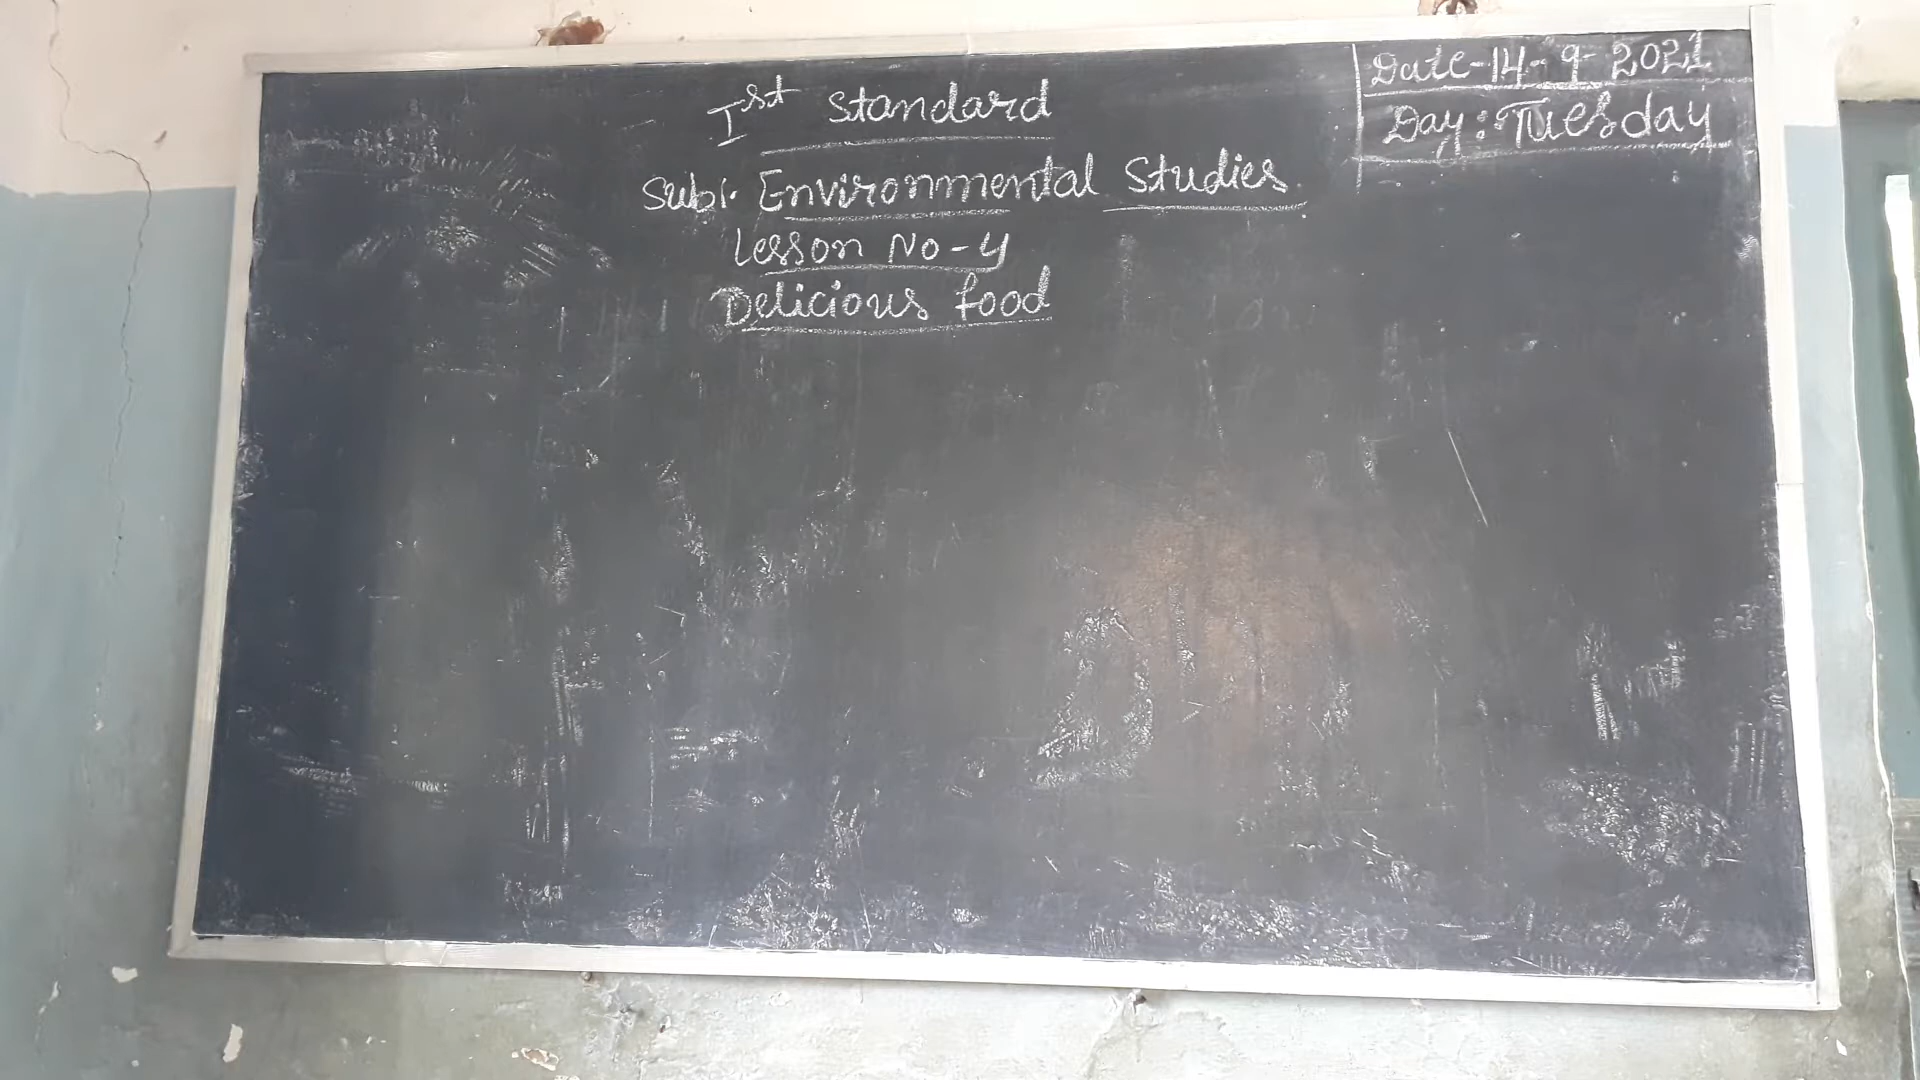 Ist Standard
Sub:. Environmental Studies.
Lesson No-4
Delicious food
Date-14-9-2021
Day:Tuesday